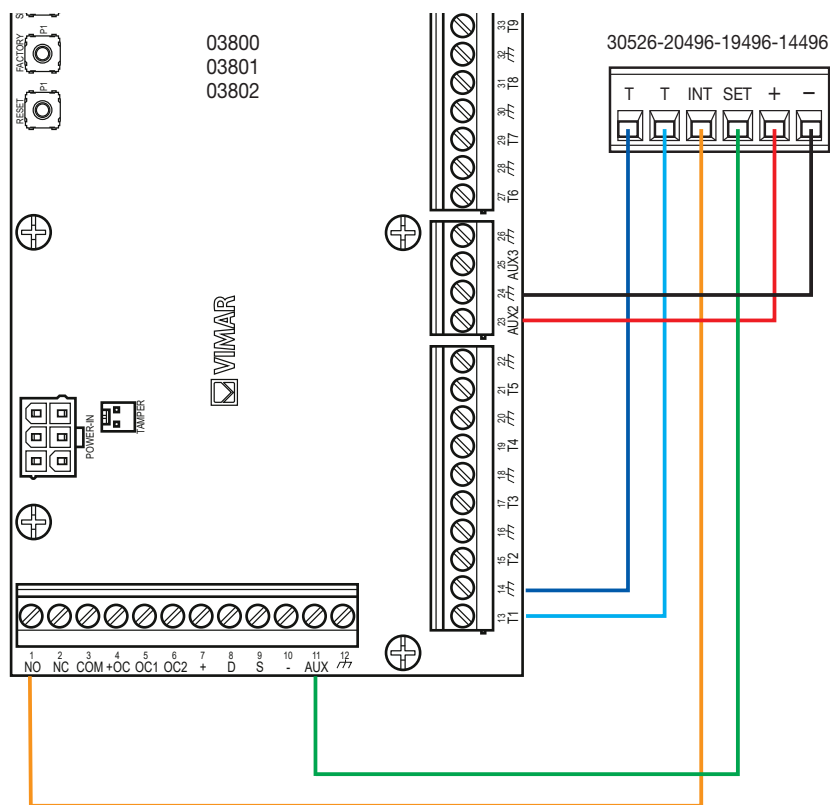 03800
03801
03802
30526-20496-19496-14496
T T INT SET + −
P1
FACTORY
P1
RESET
33 T9
32
31 T8
30
29 T7
28
27 T6
26
25 AUX3
24
23 AUX2
VIMAR
22
21 T5
20
19 T4
18
17 T3
16
15 T2
14
13 T1
TAMPER
POWER-IN
1 2 3 4 5 6 7 8 9 10 11 12
NO NC COM +OC OC1 OC2 + D S - AUX